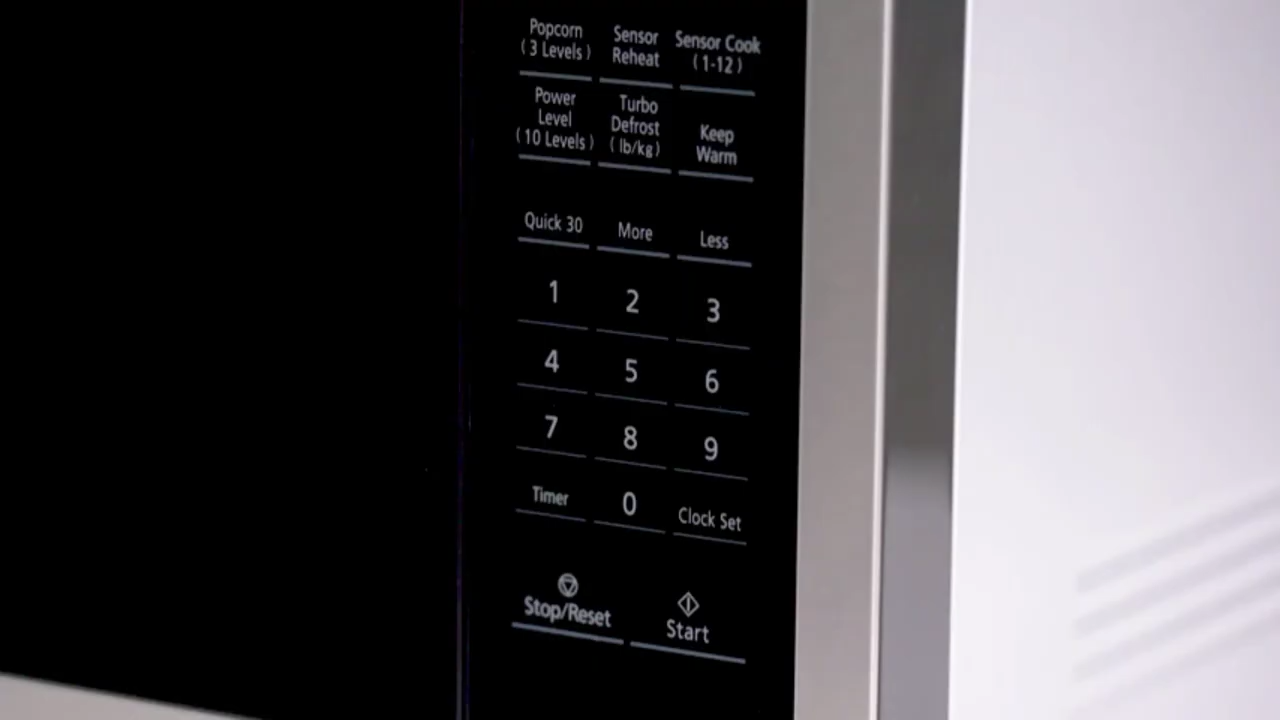 Popcorn
( 3 Levels )
Sensor
Reheat
Sensor Cook
( 1-12 )
Power
Level
( 10 Levels )
Turbo
Defrost
( lb/kg )
Keep
Warm
Quick 30
More
Less
1
2
3
4
5
6
7
8
9
Timer
0
Clock Set
Stop/Reset
Start